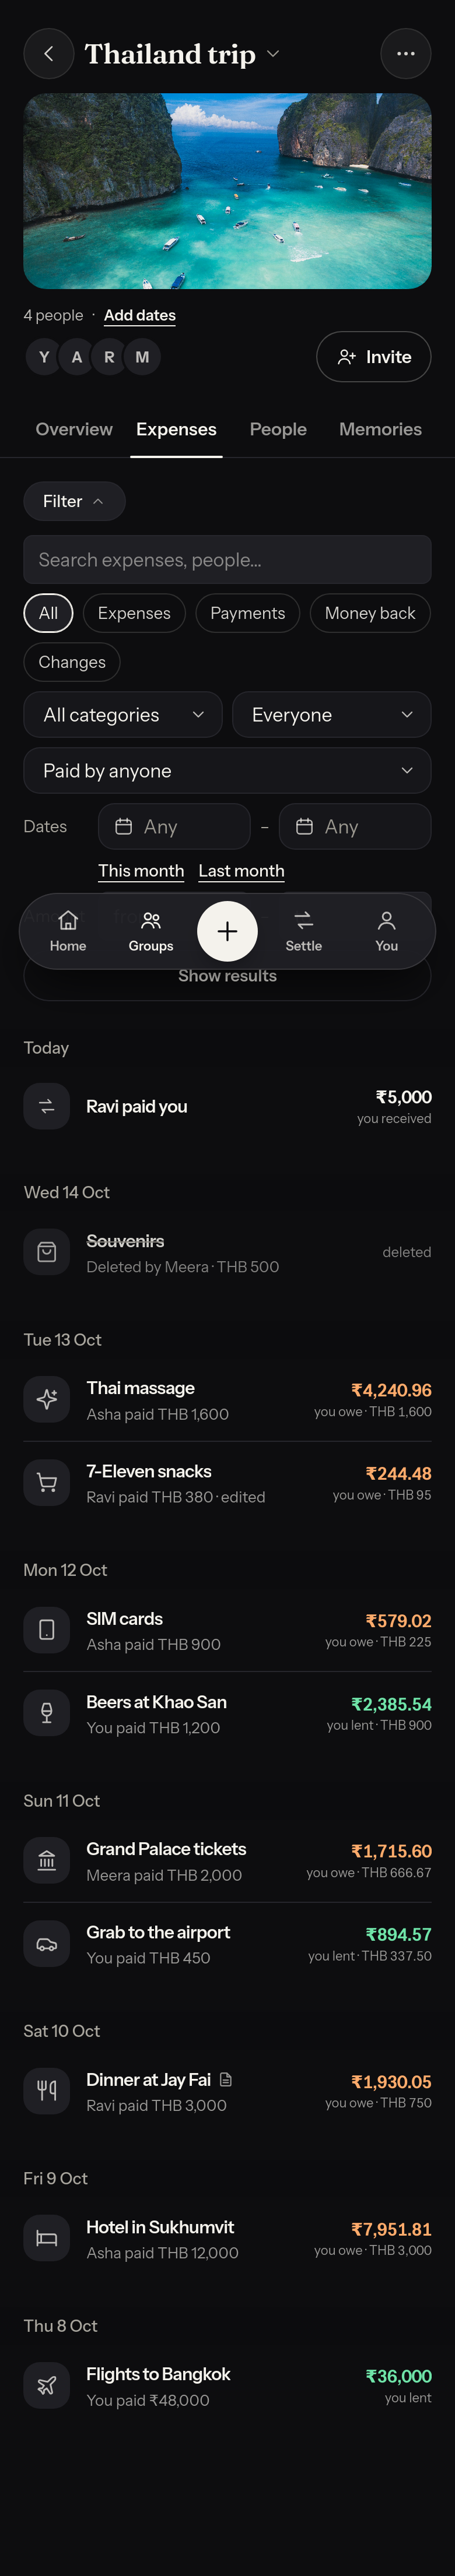 Thailand trip
4 people · Add dates
Y A R M
Invite
Overview Expenses People Memories
Filter
Search expenses, people...
All Expenses Payments Money back
Changes
All categories Everyone
Paid by anyone
Dates Any – Any
This month Last month
Home Groups Settle You
Show results
Today
Ravi paid you ₹5,000
you received
Wed 14 Oct
Souvenirs
Deleted by Meera · THB 500 deleted
Tue 13 Oct
Thai massage ₹4,240.96
Asha paid THB 1,600 you owe · THB 1,600
7-Eleven snacks ₹244.48
Ravi paid THB 380 · edited you owe · THB 95
Mon 12 Oct
SIM cards ₹579.02
Asha paid THB 900 you owe · THB 225
Beers at Khao San ₹2,385.54
You paid THB 1,200 you lent · THB 900
Sun 11 Oct
Grand Palace tickets ₹1,715.60
Meera paid THB 2,000 you owe · THB 666.67
Grab to the airport ₹894.57
You paid THB 450 you lent · THB 337.50
Sat 10 Oct
Dinner at Jay Fai ₹1,930.05
Ravi paid THB 3,000 you owe · THB 750
Fri 9 Oct
Hotel in Sukhumvit ₹7,951.81
Asha paid THB 12,000 you owe · THB 3,000
Thu 8 Oct
Flights to Bangkok ₹36,000
You paid ₹48,000 you lent